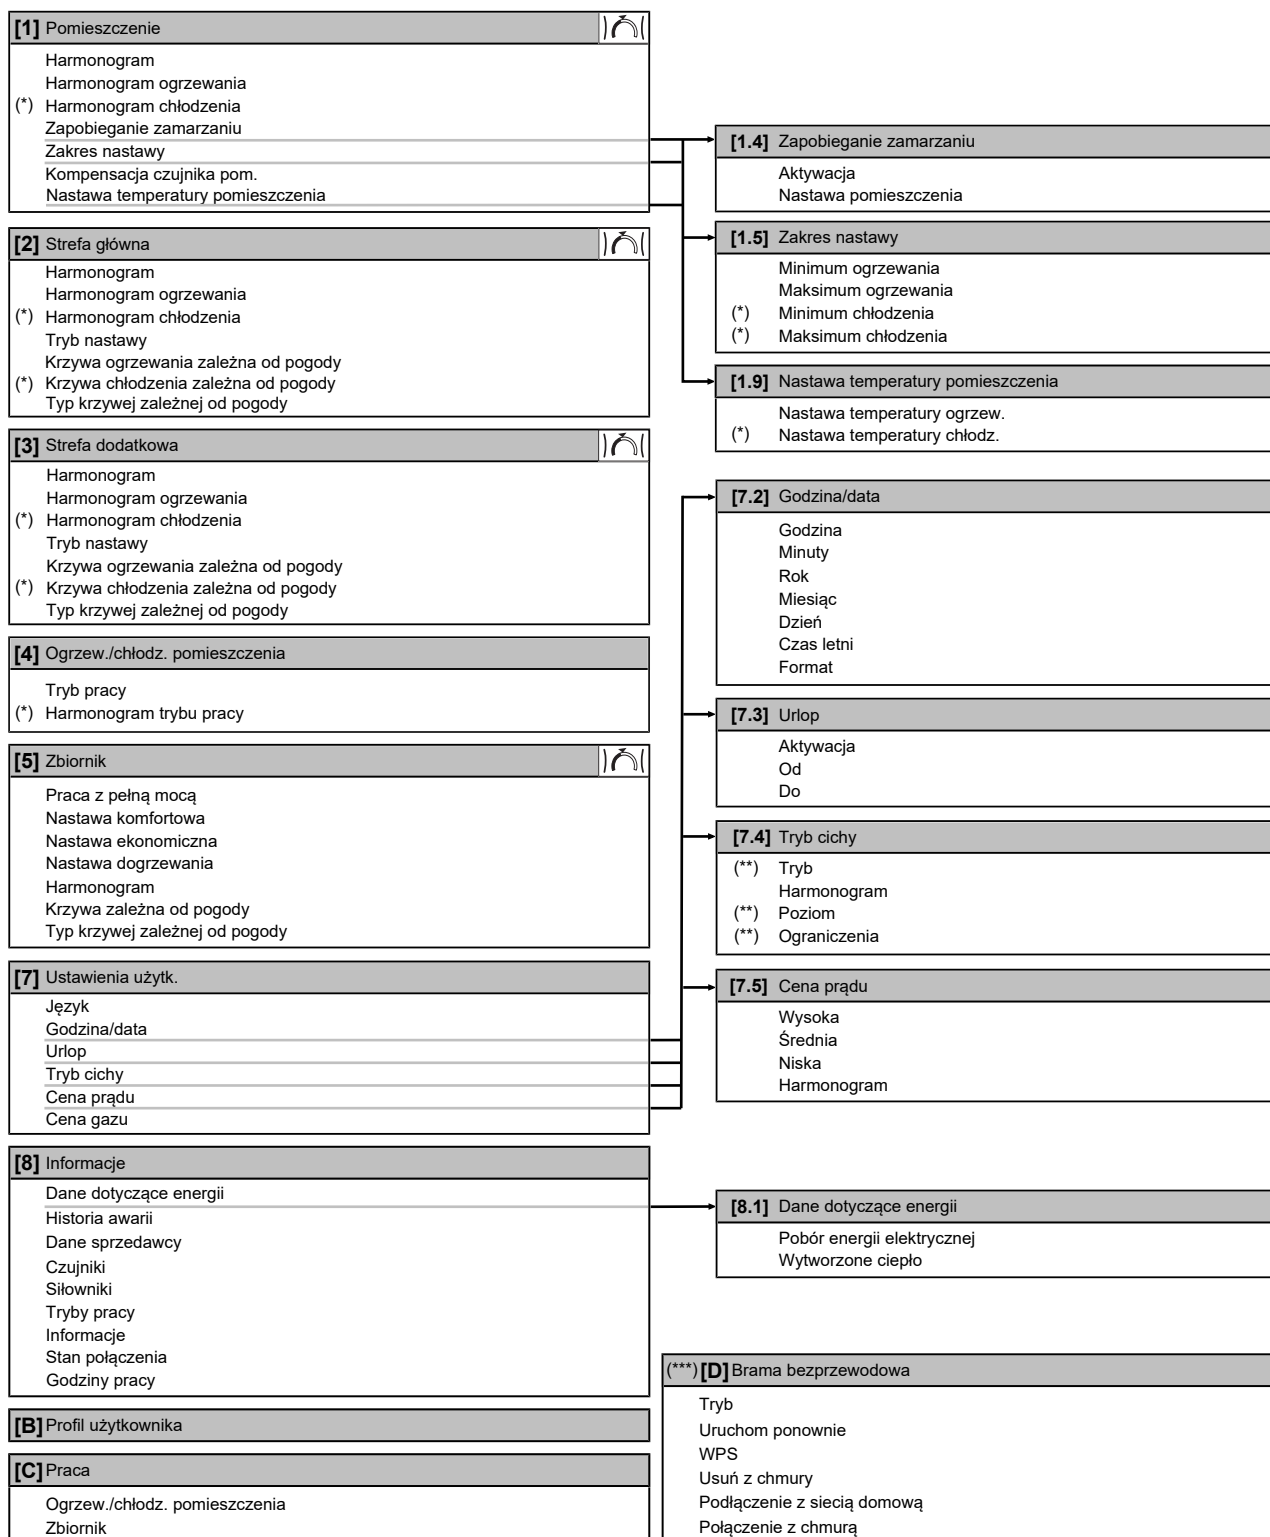 [1] Pomieszczenie
Harmonogram
Harmonogram ogrzewania
(*) Harmonogram chłodzenia
Zapobieganie zamarzaniu
Zakres nastawy
Kompensacja czujnika pom.
Nastawa temperatury pomieszczenia
[2] Strefa główna
Harmonogram
Harmonogram ogrzewania
(*) Harmonogram chłodzenia
Tryb nastawy
Krzywa ogrzewania zależna od pogody
(*) Krzywa chłodzenia zależna od pogody
Typ krzywej zależnej od pogody
[3] Strefa dodatkowa
Harmonogram
Harmonogram ogrzewania
(*) Harmonogram chłodzenia
Tryb nastawy
Krzywa ogrzewania zależna od pogody
(*) Krzywa chłodzenia zależna od pogody
Typ krzywej zależnej od pogody
[4] Ogrzew./chłodz. pomieszczenia
Tryb pracy
(*) Harmonogram trybu pracy
[5] Zbiornik
Praca z pełną mocą
Nastawa komfortowa
Nastawa ekonomiczna
Nastawa dogrzewania
Harmonogram
Krzywa zależna od pogody
Typ krzywej zależnej od pogody
[7] Ustawienia użytk.
Język
Godzina/data
Urlop
Tryb cichy
Cena prądu
Cena gazu
[8] Informacje
Dane dotyczące energii
Historia awarii
Dane sprzedawcy
Czujniki
Siłowniki
Tryby pracy
Informacje
Stan połączenia
Godziny pracy
[B] Profil użytkownika
[C] Praca
Ogrzew./chłodz. pomieszczenia
Zbiornik
[1.4] Zapobieganie zamarzaniu
Aktywacja
Nastawa pomieszczenia
[1.5] Zakres nastawy
Minimum ogrzewania
Maksimum ogrzewania
(*) Minimum chłodzenia
(*) Maksimum chłodzenia
[1.9] Nastawa temperatury pomieszczenia
Nastawa temperatury ogrzew.
(*) Nastawa temperatury chłodz.
[7.2] Godzina/data
Godzina
Minuty
Rok
Miesiąc
Dzień
Czas letni
Format
[7.3] Urlop
Aktywacja
Od
Do
[7.4] Tryb cichy
(**) Tryb
Harmonogram
(**) Poziom
(**) Ograniczenia
[7.5] Cena prądu
Wysoka
Średnia
Niska
Harmonogram
[8.1] Dane dotyczące energii
Pobór energii elektrycznej
Wytworzone ciepło
(***) [D] Brama bezprzewodowa
Tryb
Uruchom ponownie
WPS
Usuń z chmury
Podłączenie z siecią domową
Połączenie z chmurą